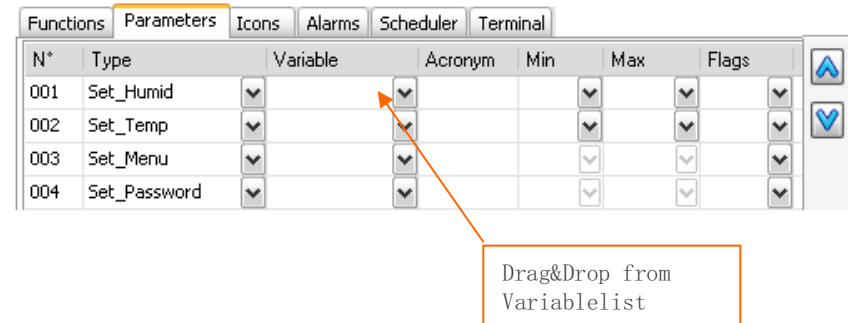 Functions Parameters Icons Alarms Scheduler Terminal
N° Type Variable Acronym Min Max Flags
001 Set_Humid
002 Set_Temp
003 Set_Menu
004 Set_Password
Drag&Drop from
Variablelist